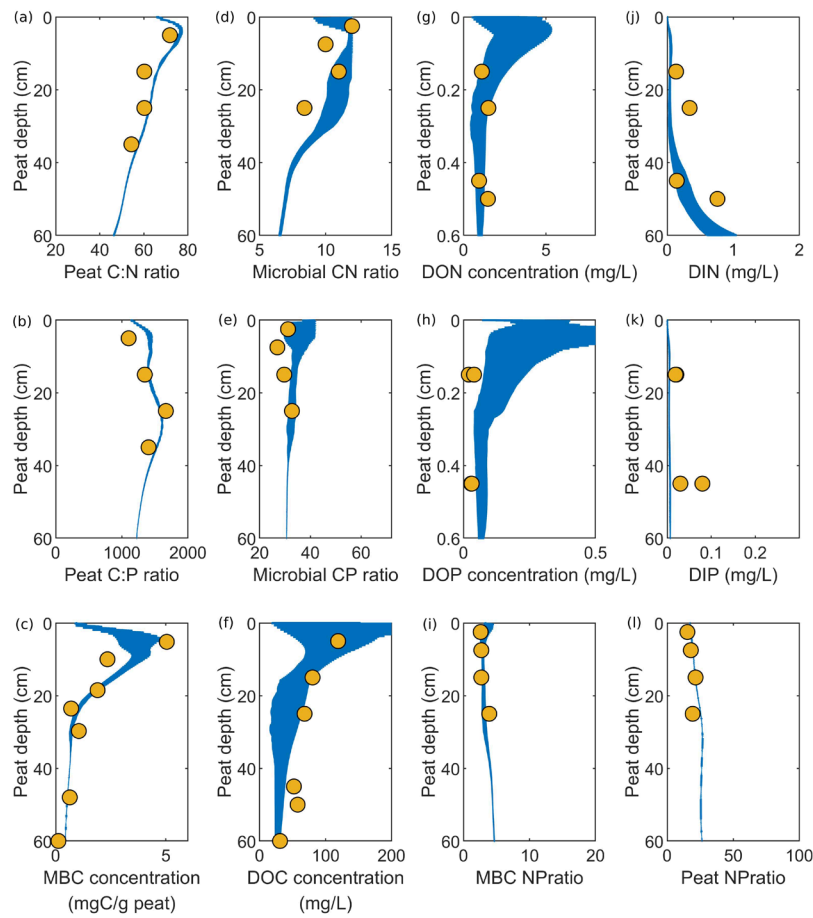 (a)
0
20
40
60
Peat depth (cm)
20 40 60 80
Peat C:N ratio
(d)
0
20
40
60
Peat depth (cm)
5 10 15
Microbial CN ratio
(g)
0
0.2
0.4
0.6
Peat depth (cm)
0 5 10
DON concentration (mg/L)
(j)
0
20
40
60
Peat depth (cm)
0 1 2
DIN (mg/L)
(b)
0
20
40
60
Peat depth (cm)
0 1000 2000
Peat C:P ratio
(e)
0
20
40
60
Peat depth (cm)
20 40 60
Microbial CP ratio
(h)
0
0.2
0.4
0.6
Peat depth (cm)
0 0.5
DOP concentration (mg/L)
(k)
0
20
40
60
Peat depth (cm)
0 0.1 0.2
DIP (mg/L)
(c)
0
20
40
60
Peat depth (cm)
0 5
MBC concentration
(mgC/g peat)
(f)
0
20
40
60
Peat depth (cm)
0 100 200
DOC concentration
(mg/L)
(i)
0
20
40
60
Peat depth (cm)
0 10 20
MBC NPratio
(l)
0
20
40
60
Peat depth (cm)
0 50 100
Peat NPratio